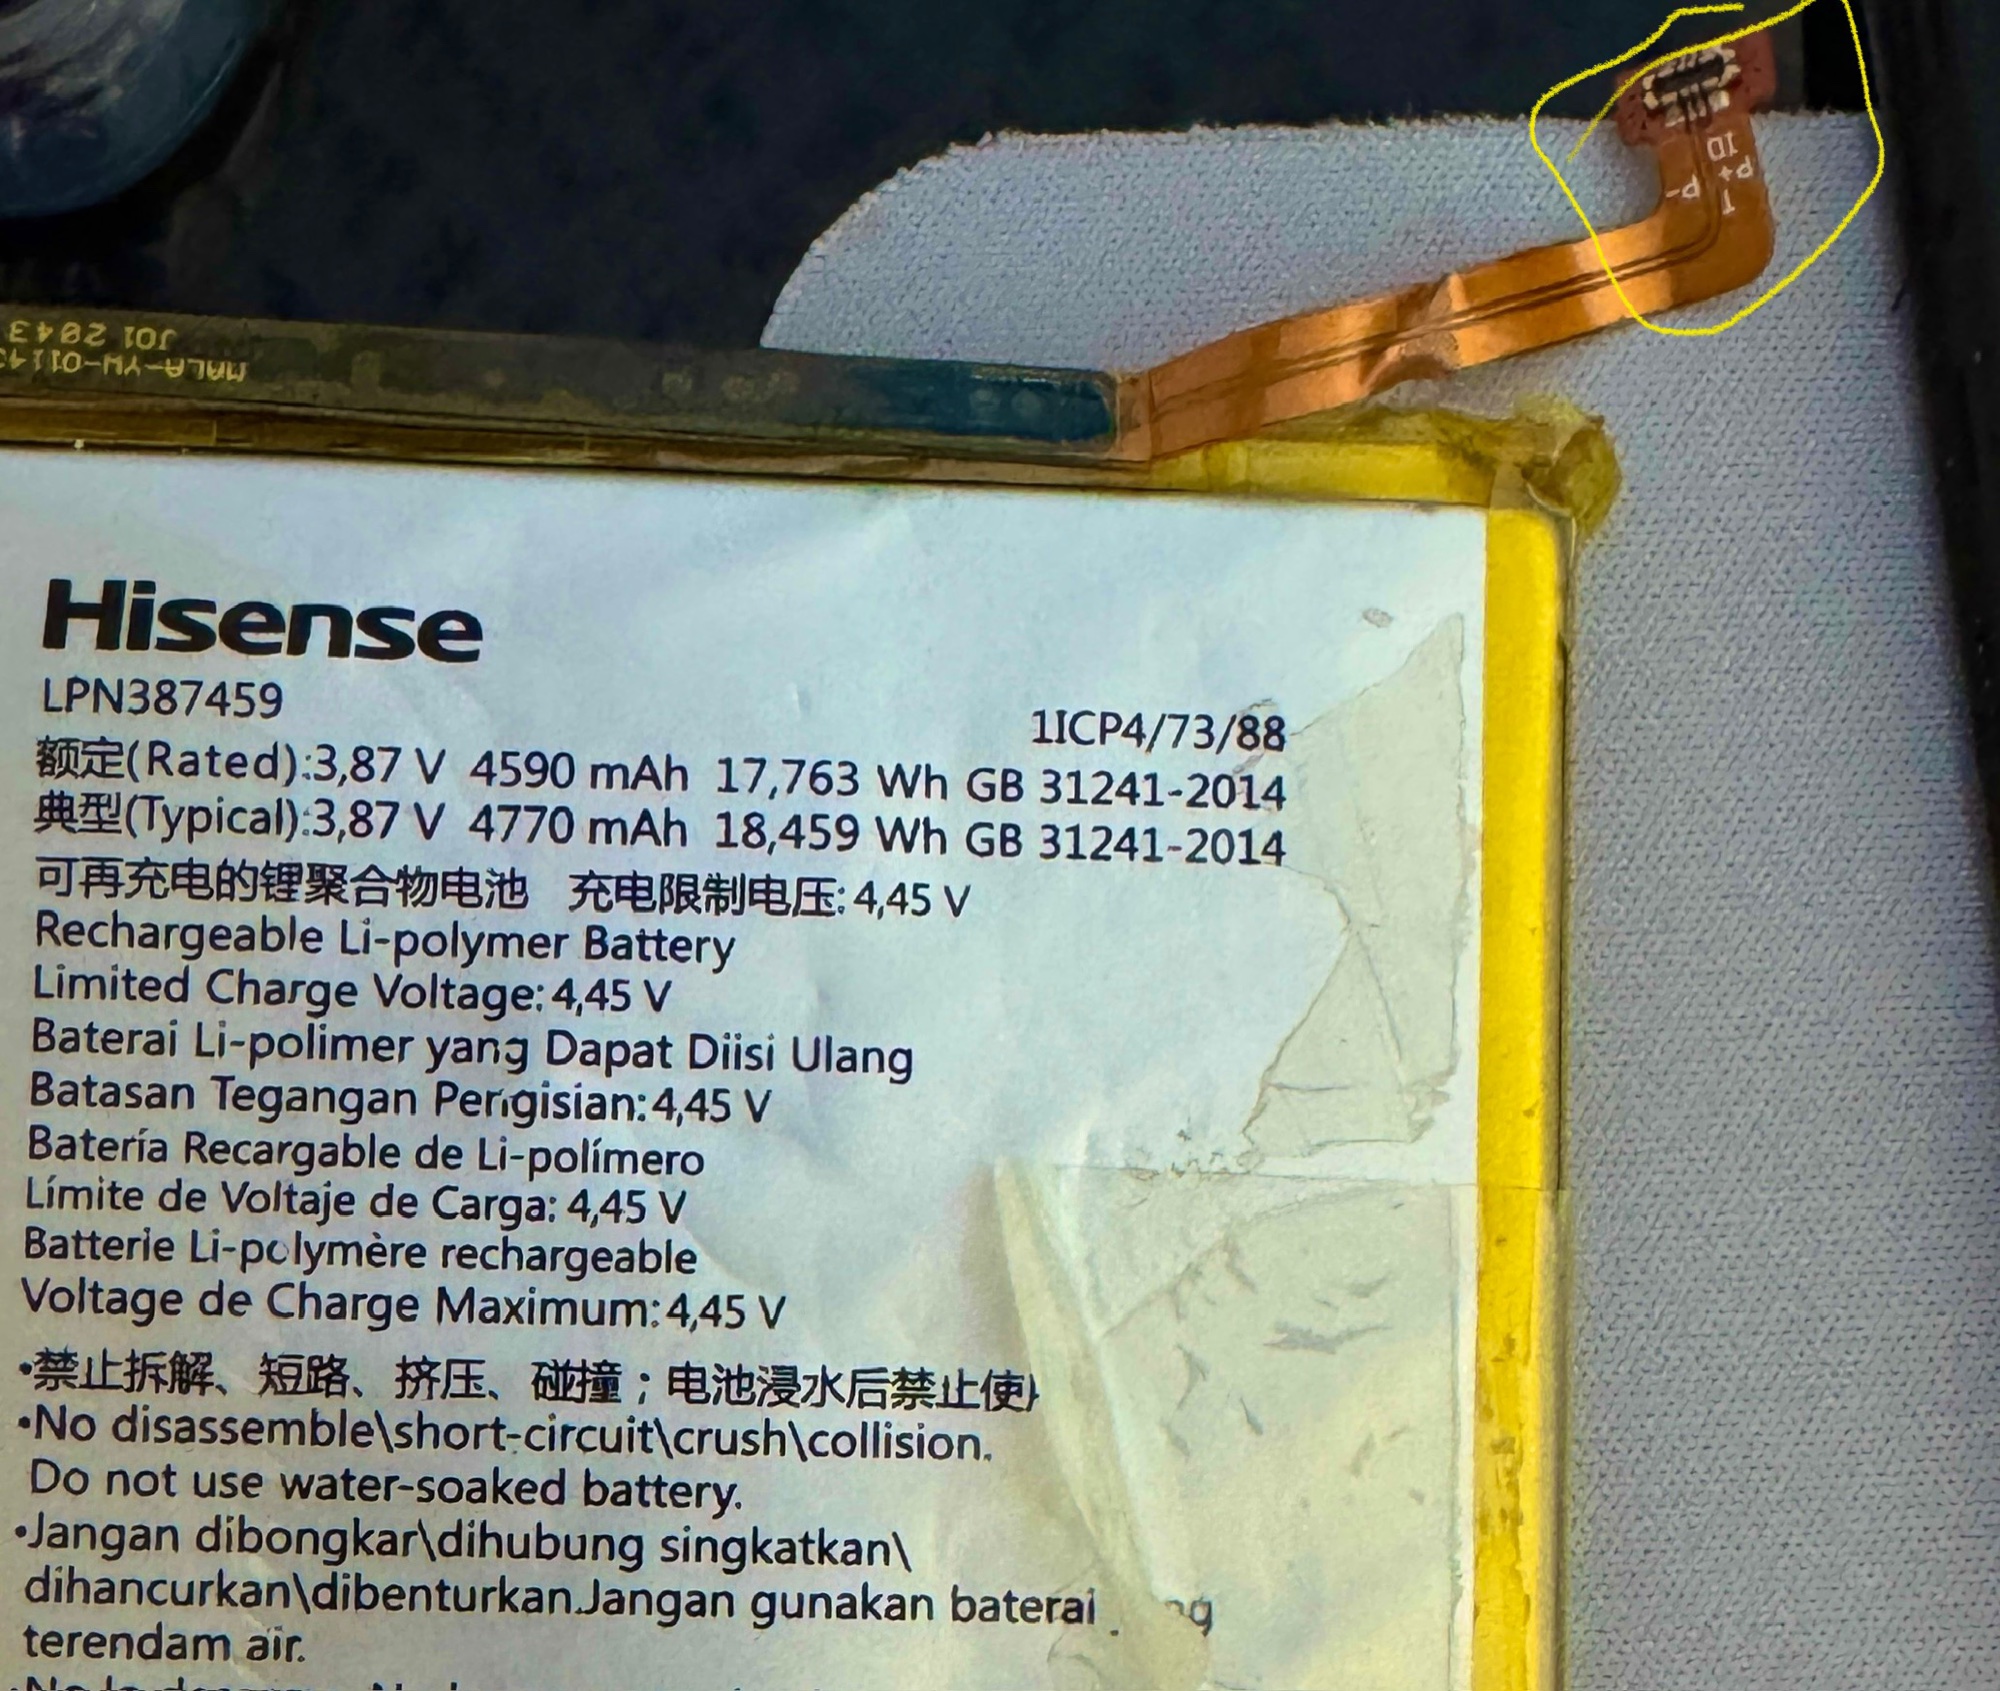 ID
P+
P-
T
J01 2043
MALA-YW-0114
Hisense
LPN387459
1ICP4/73/88
额定(Rated):3,87 V 4590 mAh 17,763 Wh GB 31241-2014
典型(Typical):3,87 V 4770 mAh 18,459 Wh GB 31241-2014
可再充电的锂聚合物电池 充电限制电压: 4,45 V
Rechargeable Li-polymer Battery
Limited Charge Voltage: 4,45 V
Baterai Li-polimer yang Dapat Diisi Ulang
Batasan Tegangan Pengisian: 4,45 V
Batería Recargable de Li-polímero
Límite de Voltaje de Carga: 4,45 V
Batterie Li-polymère rechargeable
Voltage de Charge Maximum: 4,45 V
•禁止拆解、短路、挤压、碰撞；电池浸水后禁止使
•No disassemble\short-circuit\crush\collision.
Do not use water-soaked battery.
•Jangan dibongkar\dihubung singkatkan\
dihancurkan\dibenturkan.Jangan gunakan baterai
terendam air.